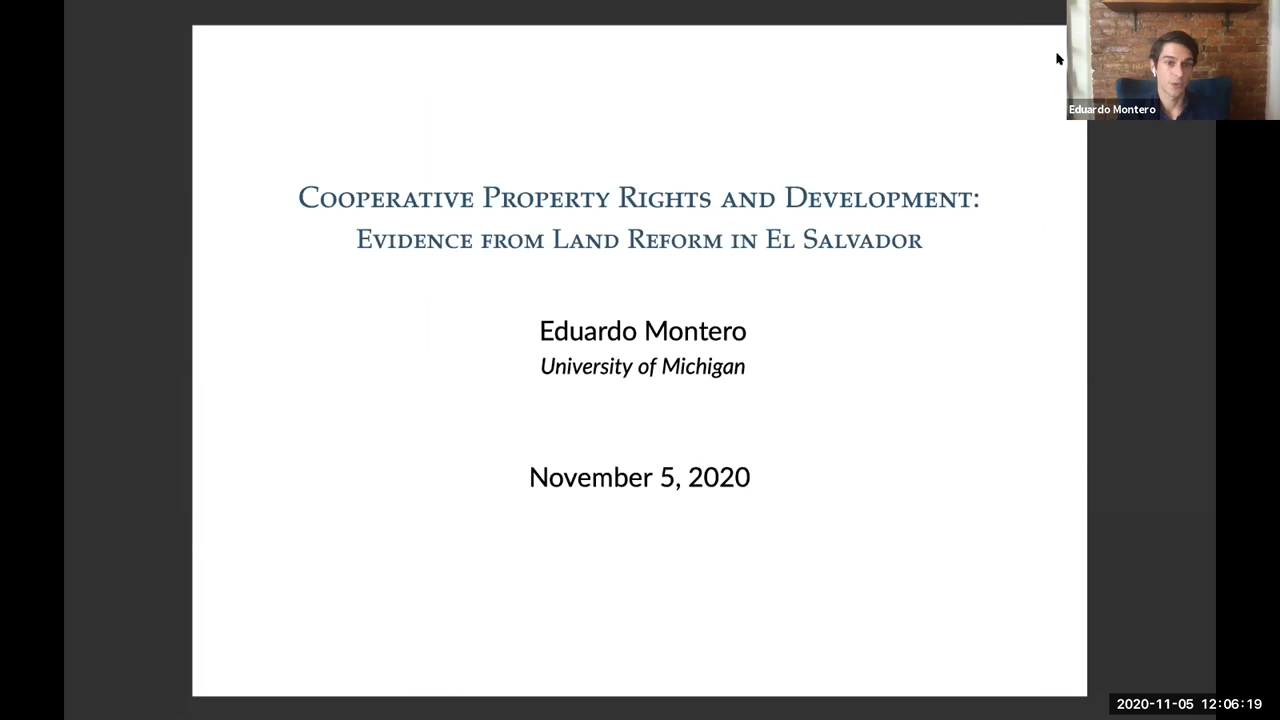 Eduardo Montero
Cooperative Property Rights and Development:
Evidence from Land Reform in El Salvador
Eduardo Montero
University of Michigan
November 5, 2020
2020-11-05 12:06:19